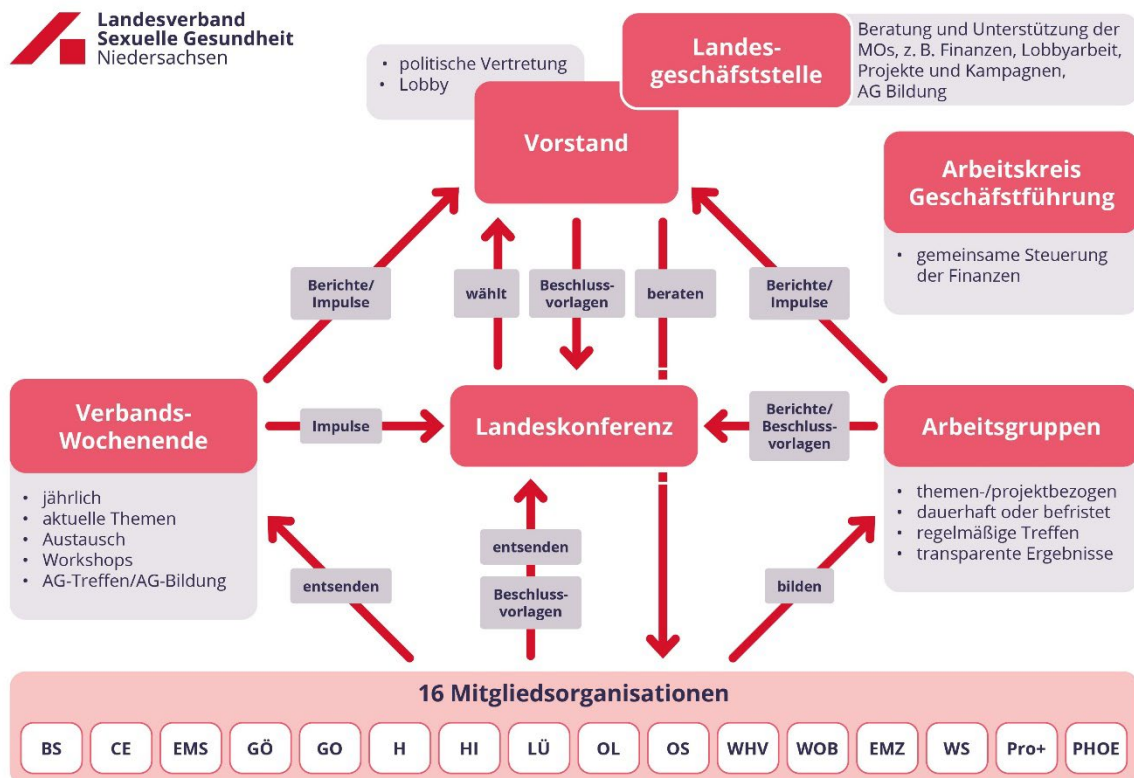 Landesverband
Sexuelle Gesundheit
Niedersachsen
• politische Vertretung
• Lobby
Landes-
geschäfststelle
Beratung und Unterstützung der
MOs, z. B. Finanzen, Lobbyarbeit,
Projekte und Kampagnen,
AG Bildung
Vorstand
Arbeitskreis
Geschäfstführung
• gemeinsame Steuerung
der Finanzen
Berichte/
Impulse
wählt
Beschluss-
vorlagen
beraten
Berichte/
Impulse
Verbands-
Wochenende
• jährlich
• aktuelle Themen
• Austausch
• Workshops
• AG-Treffen/AG-Bildung
Impulse
Landeskonferenz
Berichte/
Beschluss-
vorlagen
Arbeitsgruppen
• themen-/projektbezogen
• dauerhaft oder befristet
• regelmäßige Treffen
• transparente Ergebnisse
entsenden
entsenden
Beschluss-
vorlagen
bilden
16 Mitgliedsorganisationen
BS CE EMS GÖ GO H HI LÜ OL OS WHV WOB EMZ WS Pro+ PHOE